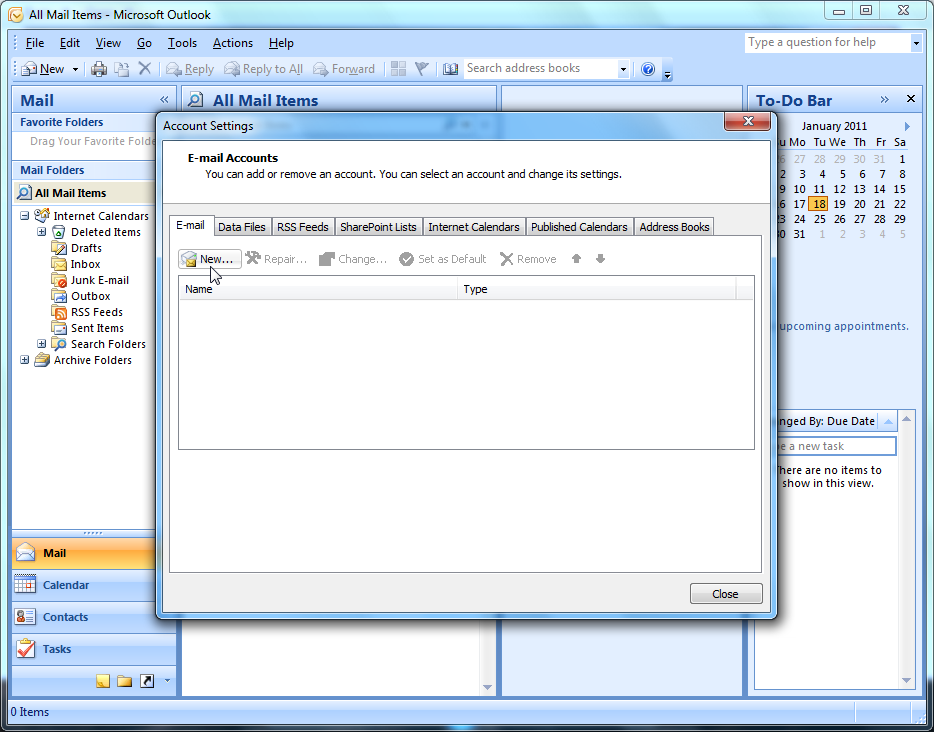 All Mail Items - Microsoft Outlook
File Edit View Go Tools Actions Help
Type a question for help
New Reply Reply to All Forward Search address books
Mail
All Mail Items
To-Do Bar
Favorite Folders
Drag Your Favorite Folde
Mail Folders
All Mail Items
Internet Calendars
Deleted Items
Drafts
Inbox
Junk E-mail
Outbox
RSS Feeds
Sent Items
Search Folders
Archive Folders
Mail
Calendar
Contacts
Tasks
0 Items
Account Settings
E-mail Accounts
You can add or remove an account. You can select an account and change its settings.
E-mail Data Files RSS Feeds SharePoint Lists Internet Calendars Published Calendars Address Books
New... Repair... Change... Set as Default Remove
Name Type
Close
January 2011
u Mo Tu We Th Fr Sa
26 27 28 29 30 31 1
2 3 4 5 6 7 8
9 10 11 12 13 14 15
16 17 18 19 20 21 22
23 24 25 26 27 28 29
30 31 1 2 3 4 5
upcoming appointments.
nged By: Due Date
e a new task
There are no items to
show in this view.